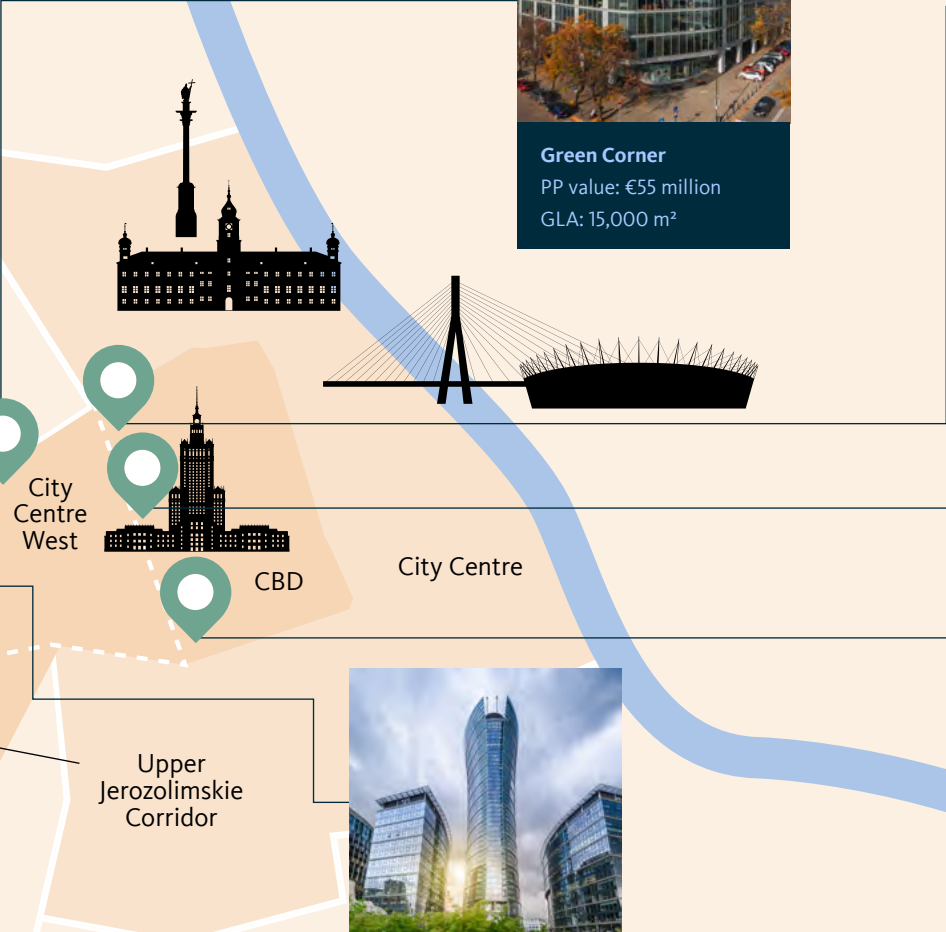 Green Corner
PP value: €55 million
GLA: 15,000 m²
City
Centre
West
CBD
City Centre
Upper
Jerozolimskie
Corridor